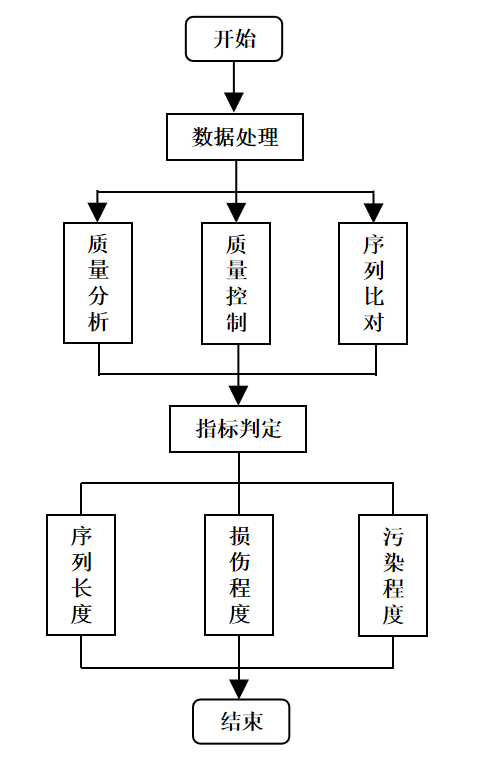 开始
数据处理
质量分析
质量控制
序列比对
指标判定
序列长度
损伤程度
污染程度
结束